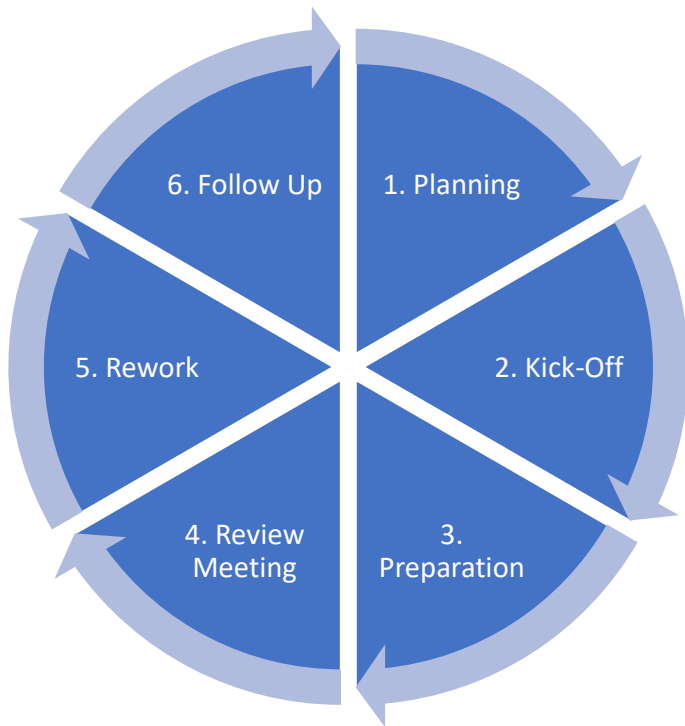 1. Planning
2. Kick-Off
3.
Preparation
4. Review
Meeting
5. Rework
6. Follow Up